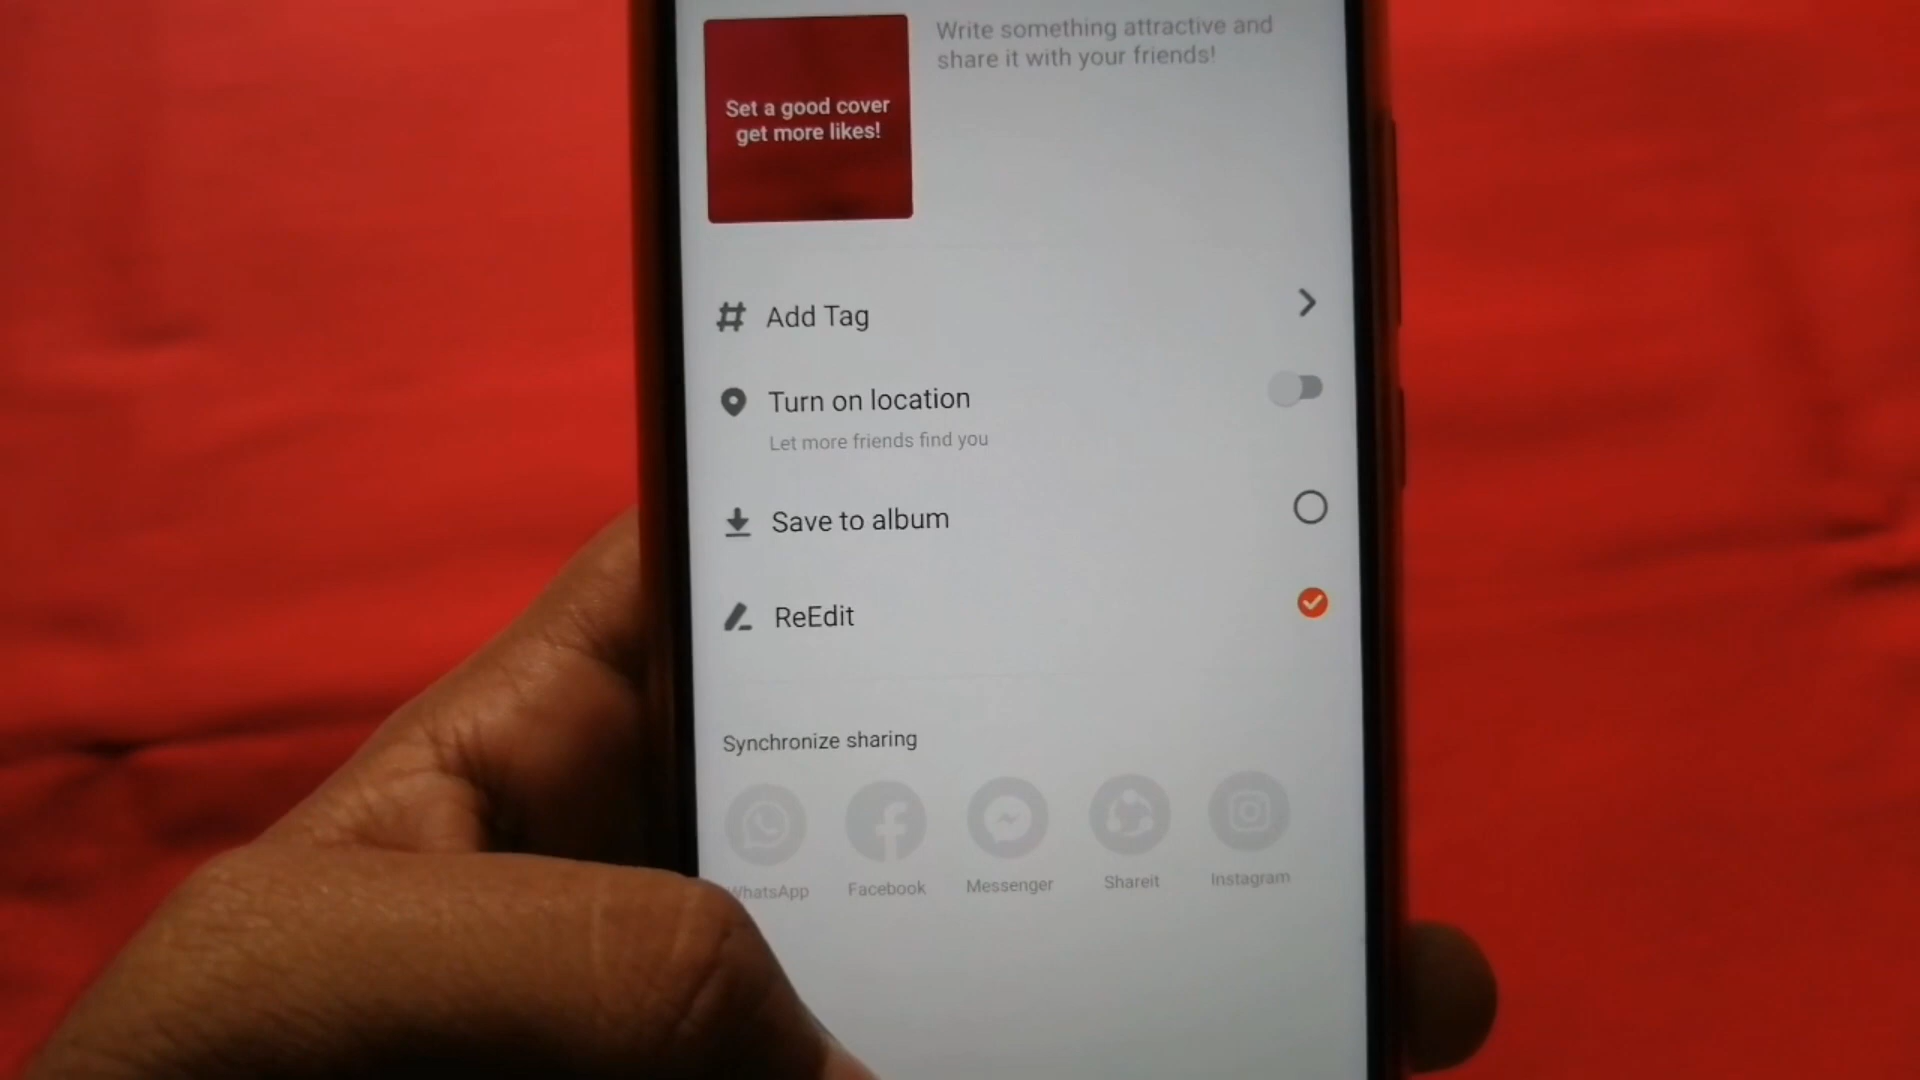 Set a good cover
get more likes!
Write something attractive and
share it with your friends!
Add Tag
Turn on location
Let more friends find you
Save to album
ReEdit
Synchronize sharing
WhatsApp
Facebook
Messenger
Shareit
Instagram